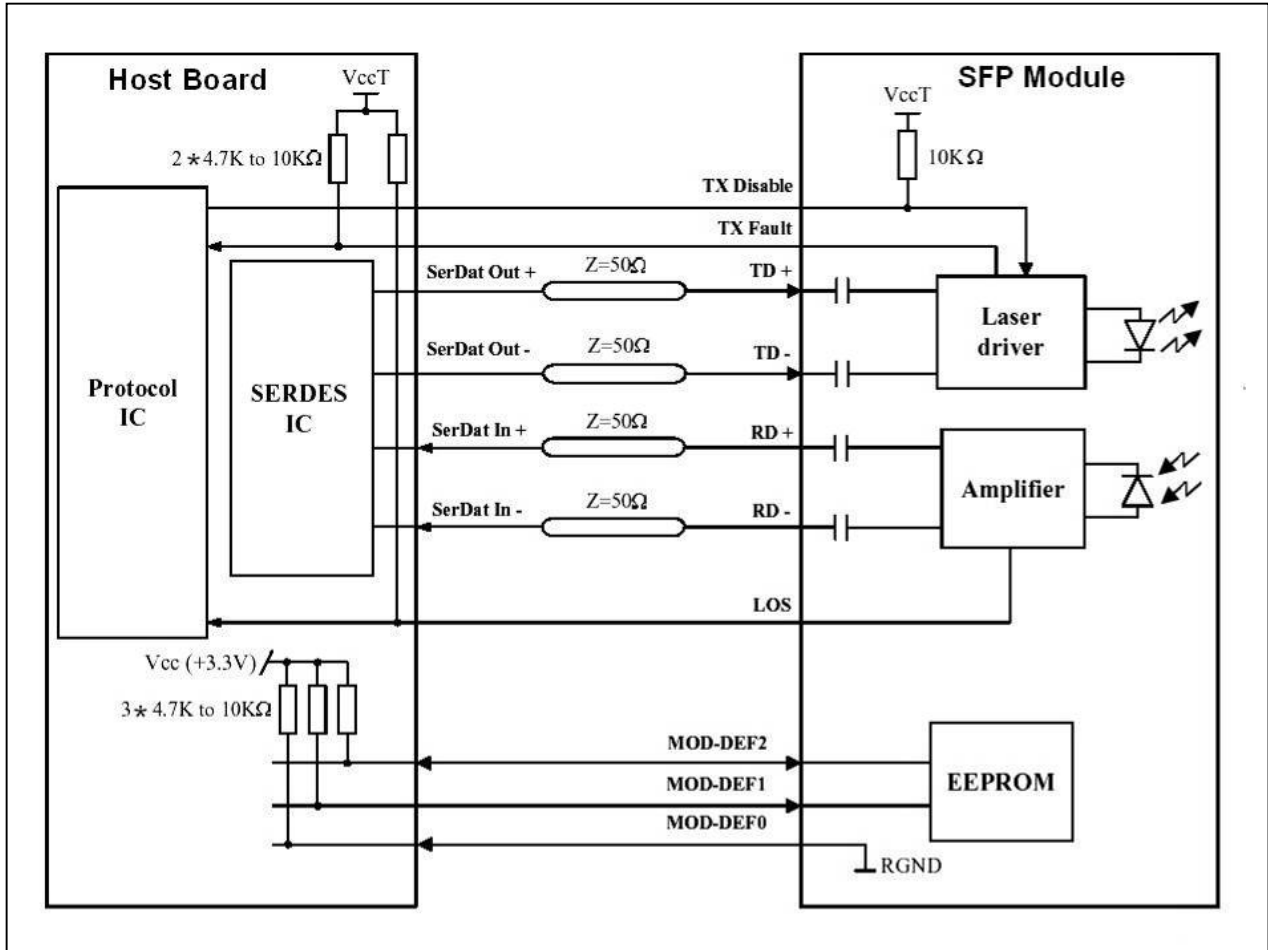 Host Board
VccT
2*4.7K to 10KΩ
SFP Module
VccT
10KΩ
TX Disable
TX Fault
SerDat Out +
Z=50Ω
TD +
SerDat Out -
Z=50Ω
TD -
Laser
driver
Protocol
IC
SERDES
IC
SerDat In +
Z=50Ω
RD +
SerDat In -
Z=50Ω
RD -
Amplifier
LOS
Vcc (+3.3V)
3*4.7K to 10KΩ
MOD-DEF2
MOD-DEF1
MOD-DEF0
EEPROM
RGND